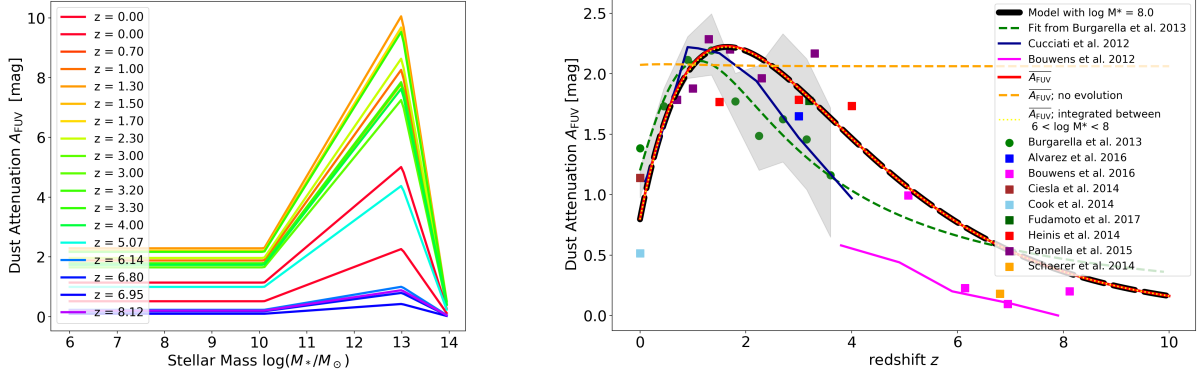 10
8
6
4
2
0
Dust Attenuation A_FUV [mag]
z = 0.00
z = 0.00
z = 0.70
z = 1.00
z = 1.30
z = 1.50
z = 1.70
z = 2.30
z = 3.00
z = 3.00
z = 3.20
z = 3.30
z = 4.00
z = 5.07
z = 6.14
z = 6.80
z = 6.95
z = 8.12
6 7 8 9 10 11 12 13 14
Stellar Mass log(M_*/M_⊙)
2.5
2.0
1.5
1.0
0.5
0.0
Dust Attenuation A_FUV [mag]
Model with log M* = 8.0
Fit from Burgarella et al. 2013
Cucciati et al. 2012
Bouwens et al. 2012
A_FUV
A_FUV; no evolution
A_FUV; integrated between
6 < log M* < 8
Burgarella et al. 2013
Alvarez et al. 2016
Bouwens et al. 2016
Ciesla et al. 2014
Cook et al. 2014
Fudamoto et al. 2017
Heinis et al. 2014
Pannella et al. 2015
Schaerer et al. 2014
0 2 4 6 8 10
redshift z